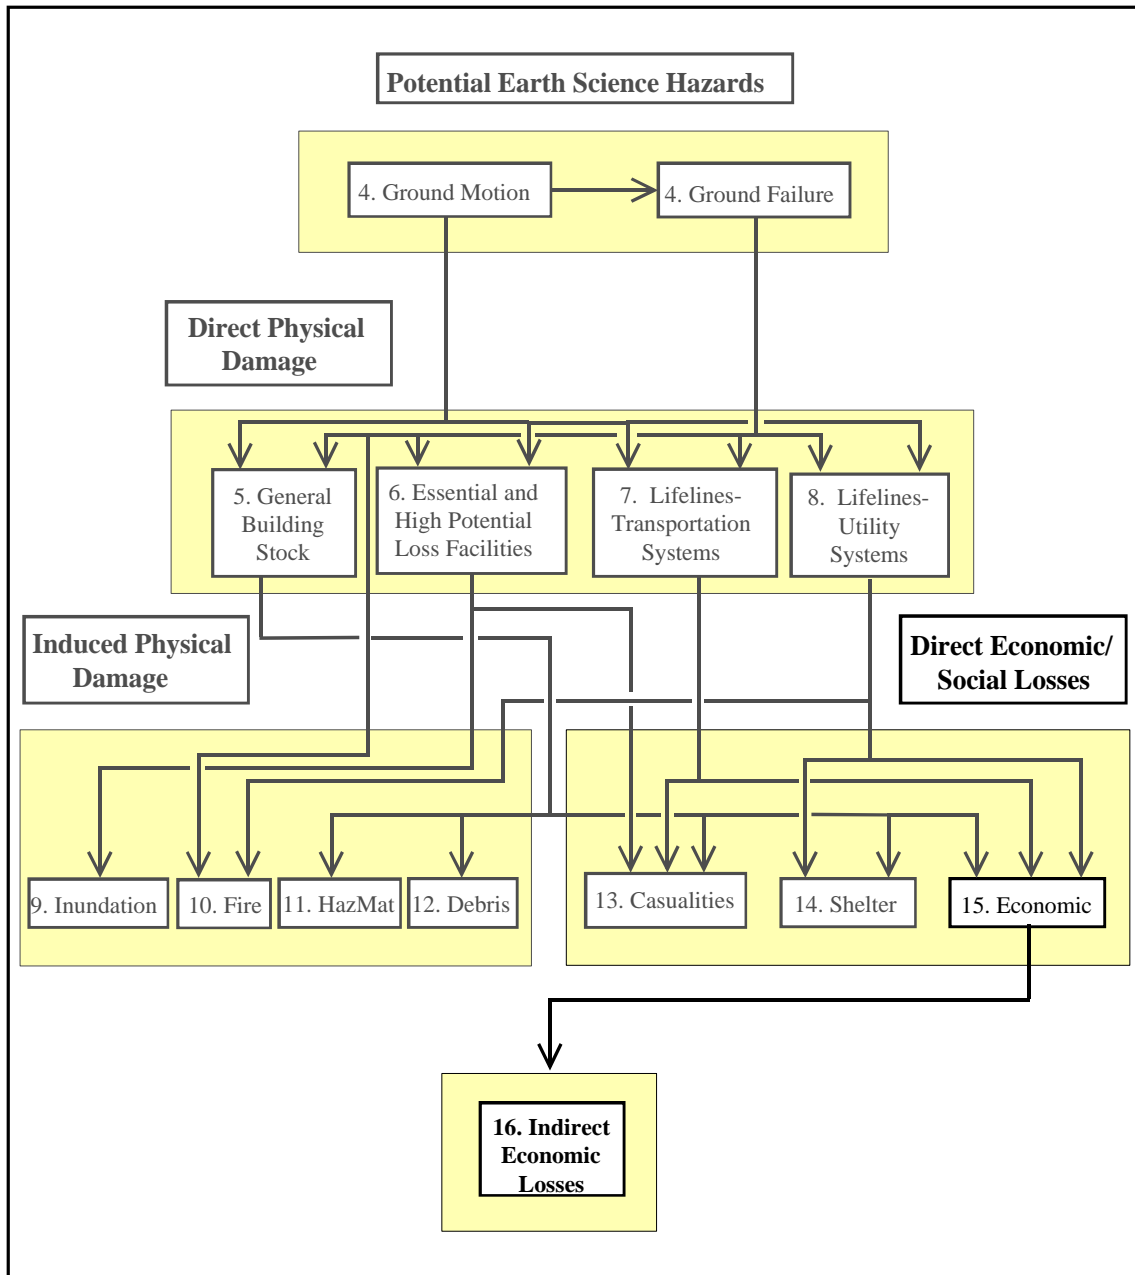 Potential Earth Science Hazards
4. Ground Motion
4. Ground Failure
Direct Physical
Damage
5. General
Building
Stock
6. Essential and
High Potential
Loss Facilities
7. Lifelines-
Transportation
Systems
8. Lifelines-
Utility
Systems
Induced Physical
Damage
Direct Economic/
Social Losses
9. Inundation
10. Fire
11. HazMat
12. Debris
13. Casualities
14. Shelter
15. Economic
16. Indirect
Economic
Losses